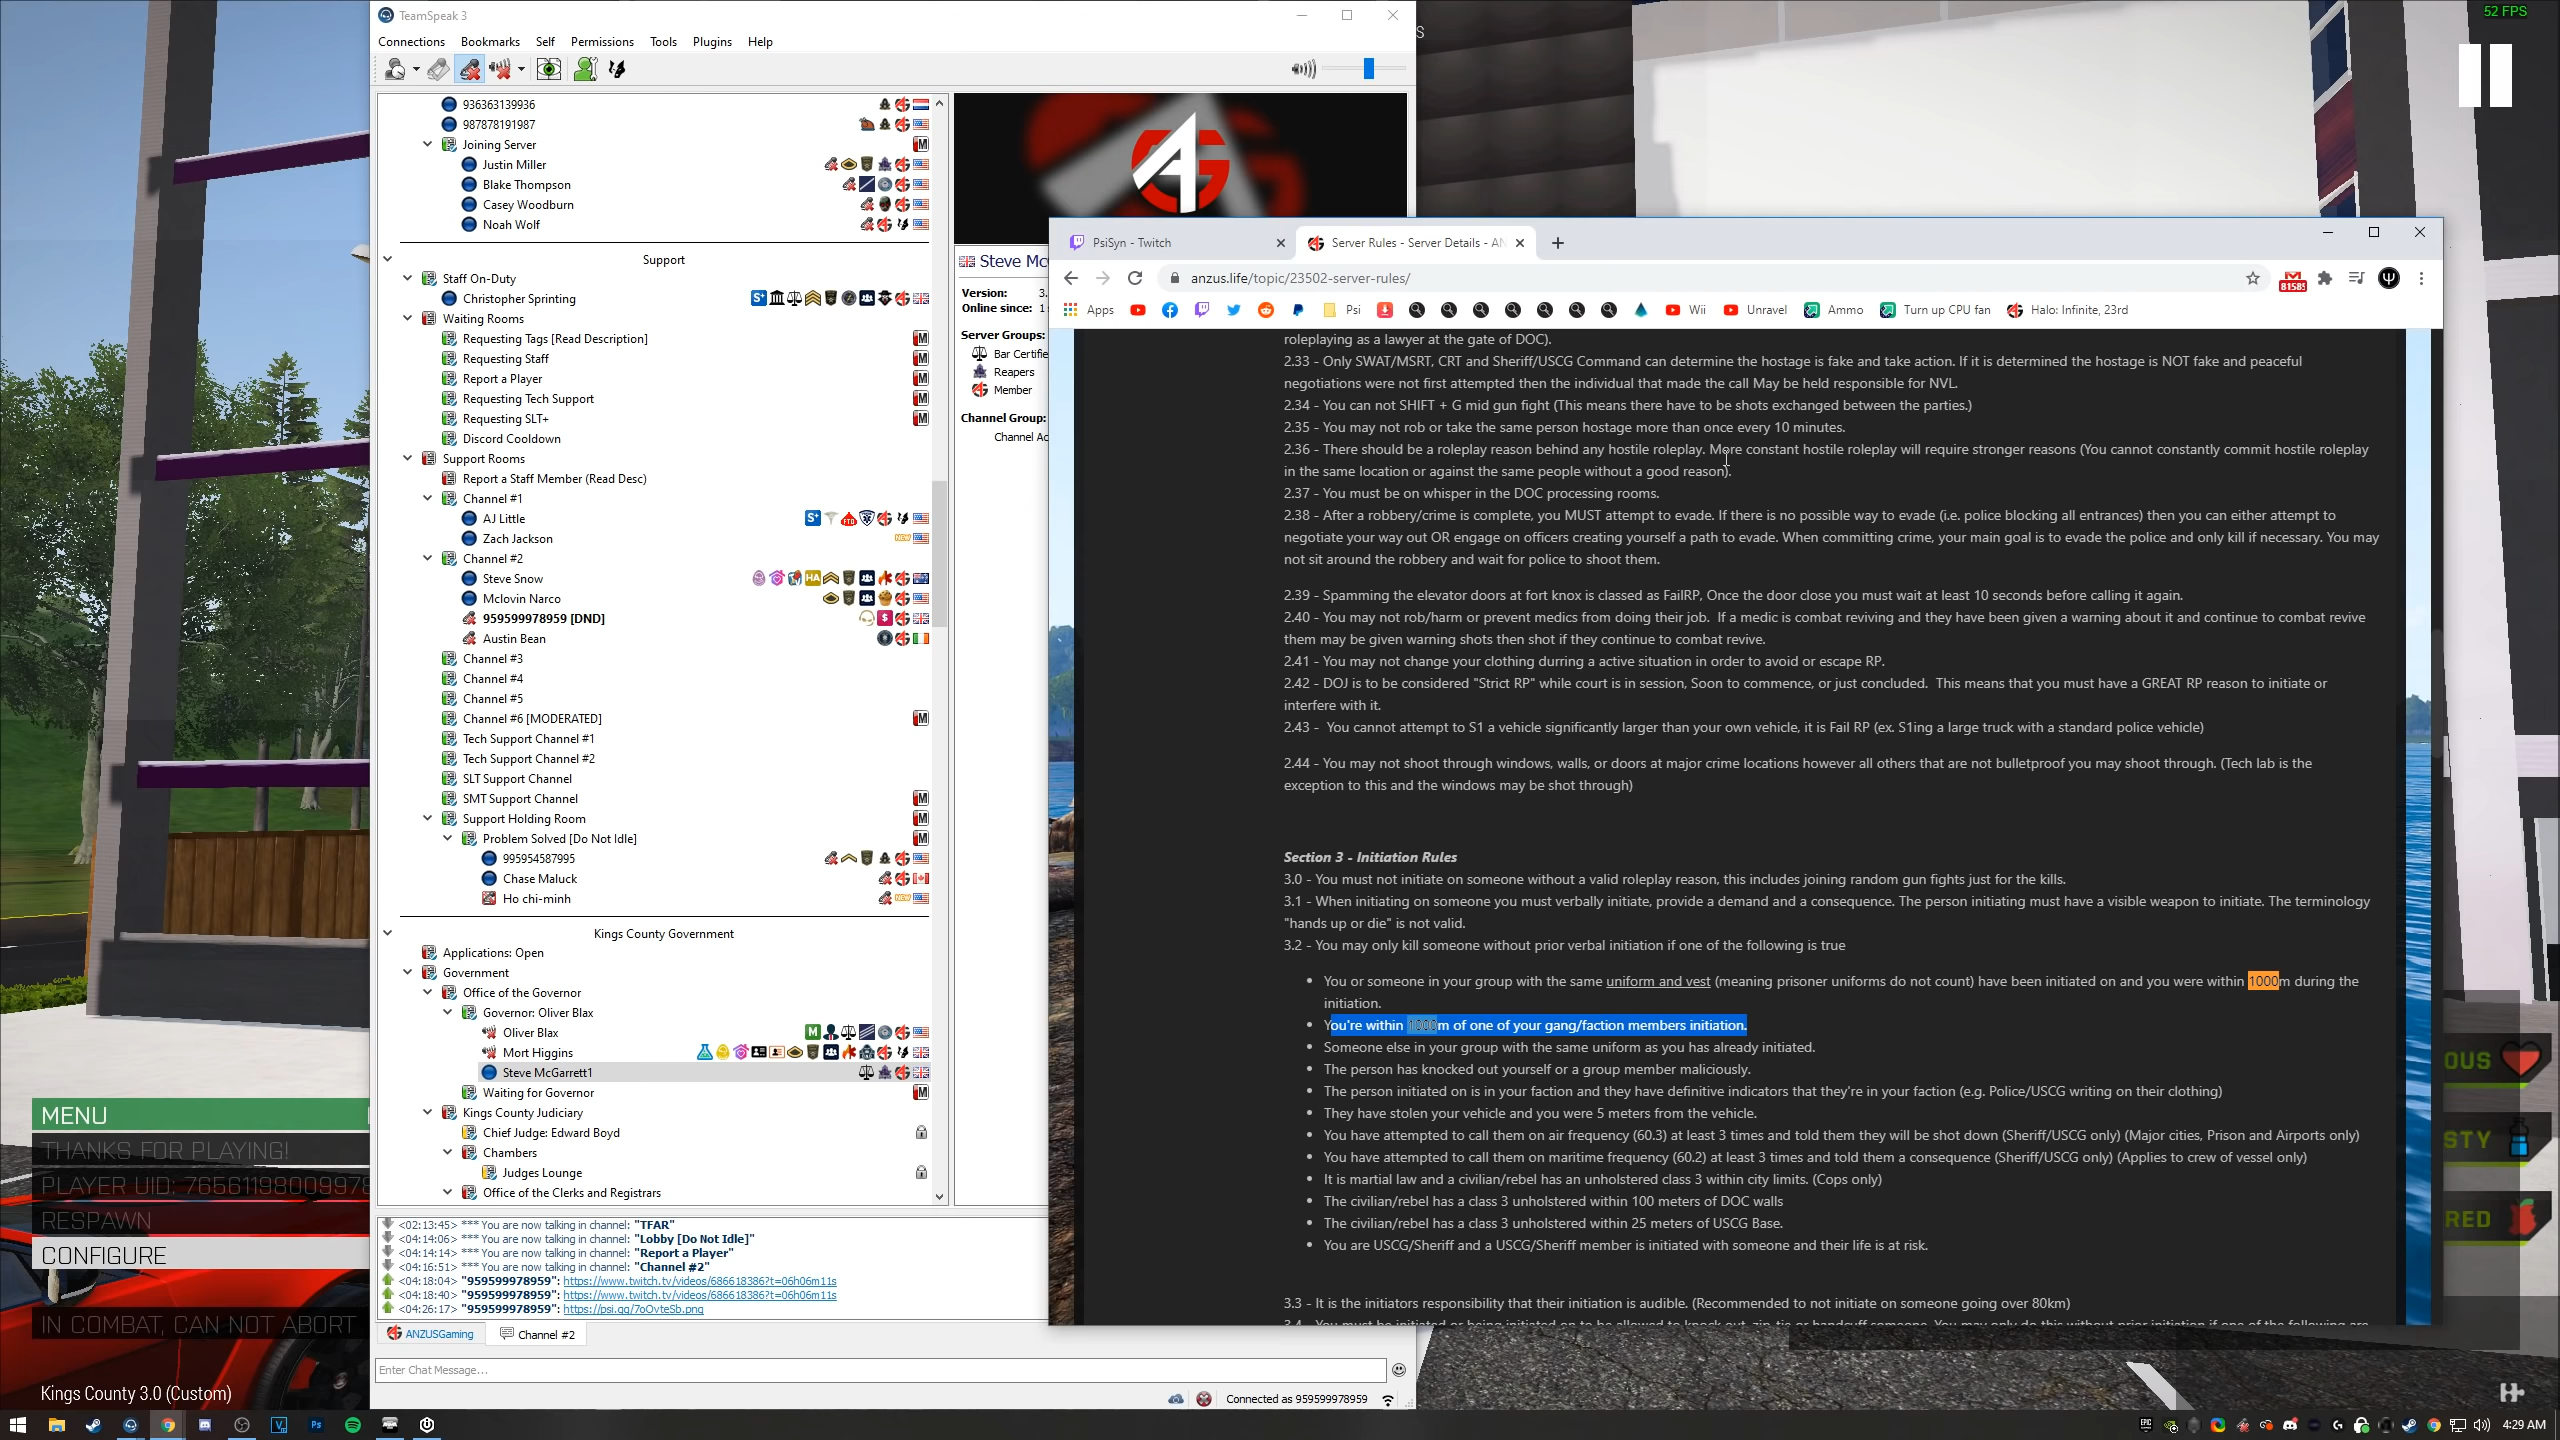 TeamSpeak 3
Connections Bookmarks Self Permissions Tools Plugins Help
936363139936
987878191987
Joining Server
Justin Miller
Blake Thompson
Casey Woodburn
Noah Wolf
Support
Staff On-Duty
Christopher Sprinting
Waiting Rooms
Requesting Tags [Read Description]
Requesting Staff
Report a Player
Requesting Tech Support
Requesting SLT+
Discord Cooldown
Support Rooms
Report a Staff Member (Read Desc)
Channel #1
AJ Little
Zach Jackson
Channel #2
Steve Snow
Mclovin Narco
959599978959 [DND]
Austin Bean
Channel #3
Channel #4
Channel #5
Channel #6 [MODERATED]
Tech Support Channel #1
Tech Support Channel #2
SLT Support Channel
SMT Support Channel
Support Holding Room
Problem Solved [Do Not Idle]
995954587995
Chase Maluck
Ho chi-minh
Kings County Government
Applications: Open
Government
Office of the Governor
Governor: Oliver Blax
Oliver Blax
Mort Higgins
Steve McGarrett1
Waiting for Governor
Kings County Judiciary
Chief Judge: Edward Boyd
Chambers
Judges Lounge
Office of the Clerks and Registrars
Steve Mc
Version: 3.
Online since: 1
Server Groups:
Bar Certifie
Reapers
Member
Channel Group:
Channel Ad
<02:13:45> *** You are now talking in channel: "TFAR"
<04:14:06> *** You are now talking in channel: "Lobby [Do Not Idle]"
<04:14:14> *** You are now talking in channel: "Report a Player"
<04:16:51> *** You are now talking in channel: "Channel #2"
<04:18:04> "959599978959": https://www.twitch.tv/videos/686618386?t=06h06m11s
<04:18:40> "959599978959": https://www.twitch.tv/videos/686618386?t=06h06m11s
<04:26:17> "959599978959": https://psi.gg/7oOvteSb.png
ANZUSGaming Channel #2
Enter Chat Message...
Connected as 959599978959
52 FPS
PsiSyn - Twitch
Server Rules - Server Details - AN
anzus.life/topic/23502-server-rules/
81585
Apps Psi Wii Unravel Ammo Turn up CPU fan Halo: Infinite, 23rd
roleplaying as a lawyer at the gate of DOC).
2.33 - Only SWAT/MSRT, CRT and Sheriff/USCG Command can determine the hostage is fake and take action. If it is determined the hostage is NOT fake and peaceful
negotiations were not first attempted then the individual that made the call May be held responsible for NVL.
2.34 - You can not SHIFT + G mid gun fight (This means there have to be shots exchanged between the parties.)
2.35 - You may not rob or take the same person hostage more than once every 10 minutes.
2.36 - There should be a roleplay reason behind any hostile roleplay. More constant hostile roleplay will require stronger reasons (You cannot constantly commit hostile roleplay
in the same location or against the same people without a good reason).
2.37 - You must be on whisper in the DOC processing rooms.
2.38 - After a robbery/crime is complete, you MUST attempt to evade. If there is no possible way to evade (i.e. police blocking all entrances) then you can either attempt to
negotiate your way out OR engage on officers creating yourself a path to evade. When committing crime, your main goal is to evade the police and only kill if necessary. You may
not sit around the robbery and wait for police to shoot them.
2.39 - Spamming the elevator doors at fort knox is classed as FailRP, Once the door close you must wait at least 10 seconds before calling it again.
2.40 - You may not rob/harm or prevent medics from doing their job.  If a medic is combat reviving and they have been given a warning about it and continue to combat revive
them may be given warning shots then shot if they continue to combat revive.
2.41 - You may not change your clothing durring a active situation in order to avoid or escape RP.
2.42 - DOJ is to be considered "Strict RP" while court is in session, Soon to commence, or just concluded.  This means that you must have a GREAT RP reason to initiate or
interfere with it.
2.43 -  You cannot attempt to S1 a vehicle significantly larger than your own vehicle, it is Fail RP (ex. S1ing a large truck with a standard police vehicle)
2.44 - You may not shoot through windows, walls, or doors at major crime locations however all others that are not bulletproof you may shoot through. (Tech lab is the
exception to this and the windows may be shot through)
Section 3 - Initiation Rules
3.0 - You must not initiate on someone without a valid roleplay reason, this includes joining random gun fights just for the kills.
3.1 - When initiating on someone you must verbally initiate, provide a demand and a consequence. The person initiating must have a visible weapon to initiate. The terminology
"hands up or die" is not valid.
3.2 - You may only kill someone without prior verbal initiation if one of the following is true
• You or someone in your group with the same uniform and vest (meaning prisoner uniforms do not count) have been initiated on and you were within 1000m during the
initiation.
• You're within 1000m of one of your gang/faction members initiation.
• Someone else in your group with the same uniform as you has already initiated.
• The person has knocked out yourself or a group member maliciously.
• The person initiated on is in your faction and they have definitive indicators that they're in your faction (e.g. Police/USCG writing on their clothing)
• They have stolen your vehicle and you were 5 meters from the vehicle.
• You have attempted to call them on air frequency (60.3) at least 3 times and told them they will be shot down (Sheriff/USCG only) (Major cities, Prison and Airports only)
• You have attempted to call them on maritime frequency (60.2) at least 3 times and told them a consequence (Sheriff/USCG only) (Applies to crew of vessel only)
• It is martial law and a civilian/rebel has an unholstered class 3 within city limits. (Cops only)
• The civilian/rebel has a class 3 unholstered within 100 meters of DOC walls
• The civilian/rebel has a class 3 unholstered within 25 meters of USCG Base.
• You are USCG/Sheriff and a USCG/Sheriff member is initiated with someone and their life is at risk.
3.3 - It is the initiators responsibility that their initiation is audible. (Recommended to not initiate on someone going over 80km)
3.4 - You must be initiated or being initiated on to be allowed to knock out, zip-tie or handcuff someone. You may only do this without prior initiation if one of the following are
MENU
THANKS FOR PLAYING!
PLAYER UID: 76561198009978
RESPAWN
CONFIGURE
IN COMBAT, CAN NOT ABORT
Kings County 3.0 (Custom)
OUS
STY
RED
4:29 AM